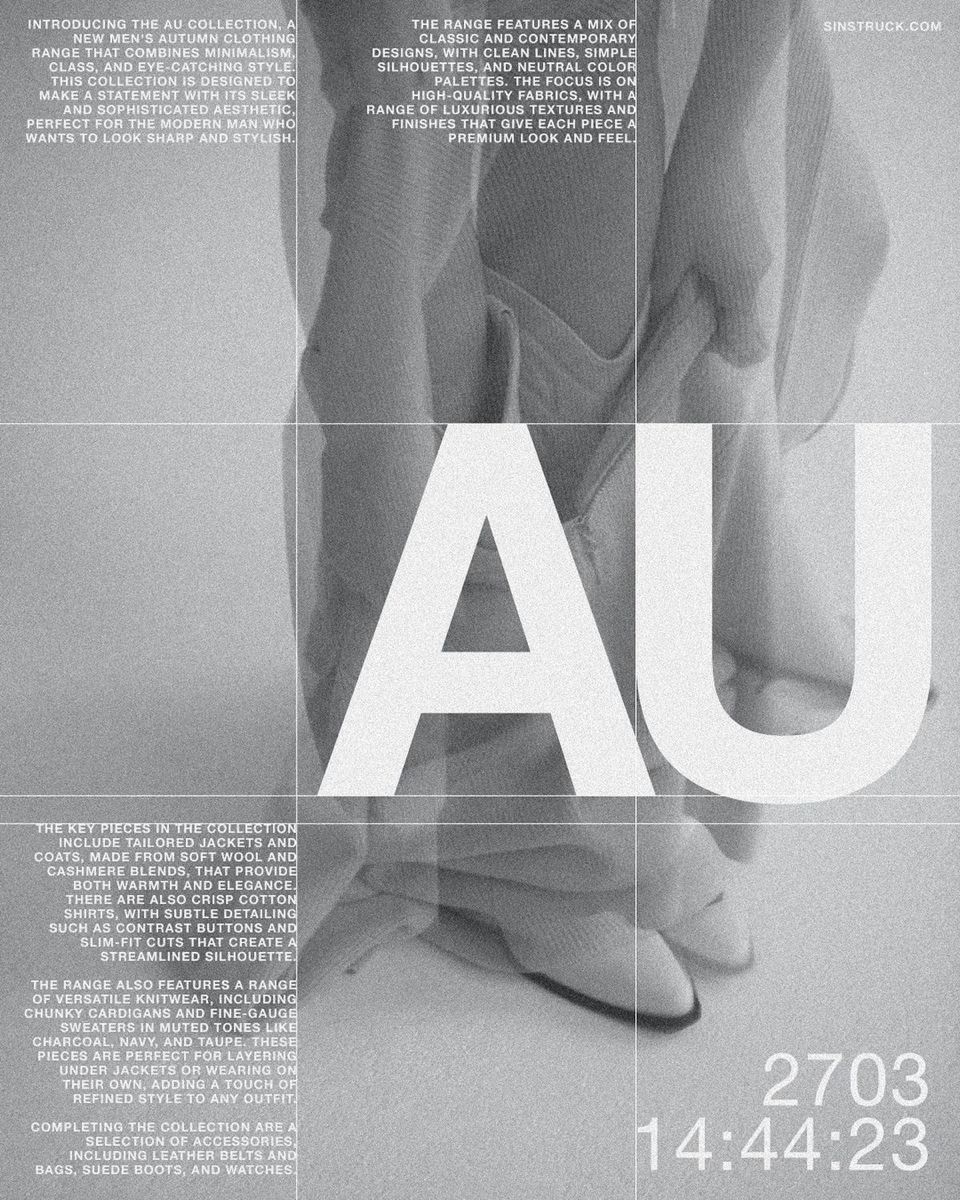 INTRODUCING THE AU COLLECTION, A
NEW MEN'S AUTUMN CLOTHING
RANGE THAT COMBINES MINIMALISM,
CLASS, AND EYE-CATCHING STYLE.
THIS COLLECTION IS DESIGNED TO
MAKE A STATEMENT WITH ITS SLEEK
AND SOPHISTICATED AESTHETIC,
PERFECT FOR THE MODERN MAN WHO
WANTS TO LOOK SHARP AND STYLISH.
THE RANGE FEATURES A MIX OF
CLASSIC AND CONTEMPORARY
DESIGNS, WITH CLEAN LINES, SIMPLE
SILHOUETTES, AND NEUTRAL COLOR
PALETTES. THE FOCUS IS ON
HIGH-QUALITY FABRICS, WITH A
RANGE OF LUXURIOUS TEXTURES AND
FINISHES THAT GIVE EACH PIECE A
PREMIUM LOOK AND FEEL.
SINSTRUCK.COM
AU
THE KEY PIECES IN THE COLLECTION
INCLUDE TAILORED JACKETS AND
COATS, MADE FROM SOFT WOOL AND
CASHMERE BLENDS, THAT PROVIDE
BOTH WARMTH AND ELEGANCE.
THERE ARE ALSO CRISP COTTON
SHIRTS, WITH SUBTLE DETAILING
SUCH AS CONTRAST BUTTONS AND
SLIM-FIT CUTS THAT CREATE A
STREAMLINED SILHOUETTE.
THE RANGE ALSO FEATURES A RANGE
OF VERSATILE KNITWEAR, INCLUDING
CHUNKY CARDIGANS AND FINE-GAUGE
SWEATERS IN MUTED TONES LIKE
CHARCOAL, NAVY, AND TAUPE. THESE
PIECES ARE PERFECT FOR LAYERING
UNDER JACKETS OR WEARING ON
THEIR OWN, ADDING A TOUCH OF
REFINED STYLE TO ANY OUTFIT.
COMPLETING THE COLLECTION ARE A
SELECTION OF ACCESSORIES,
INCLUDING LEATHER BELTS AND
BAGS, SUEDE BOOTS, AND WATCHES.
2703
14:44:23